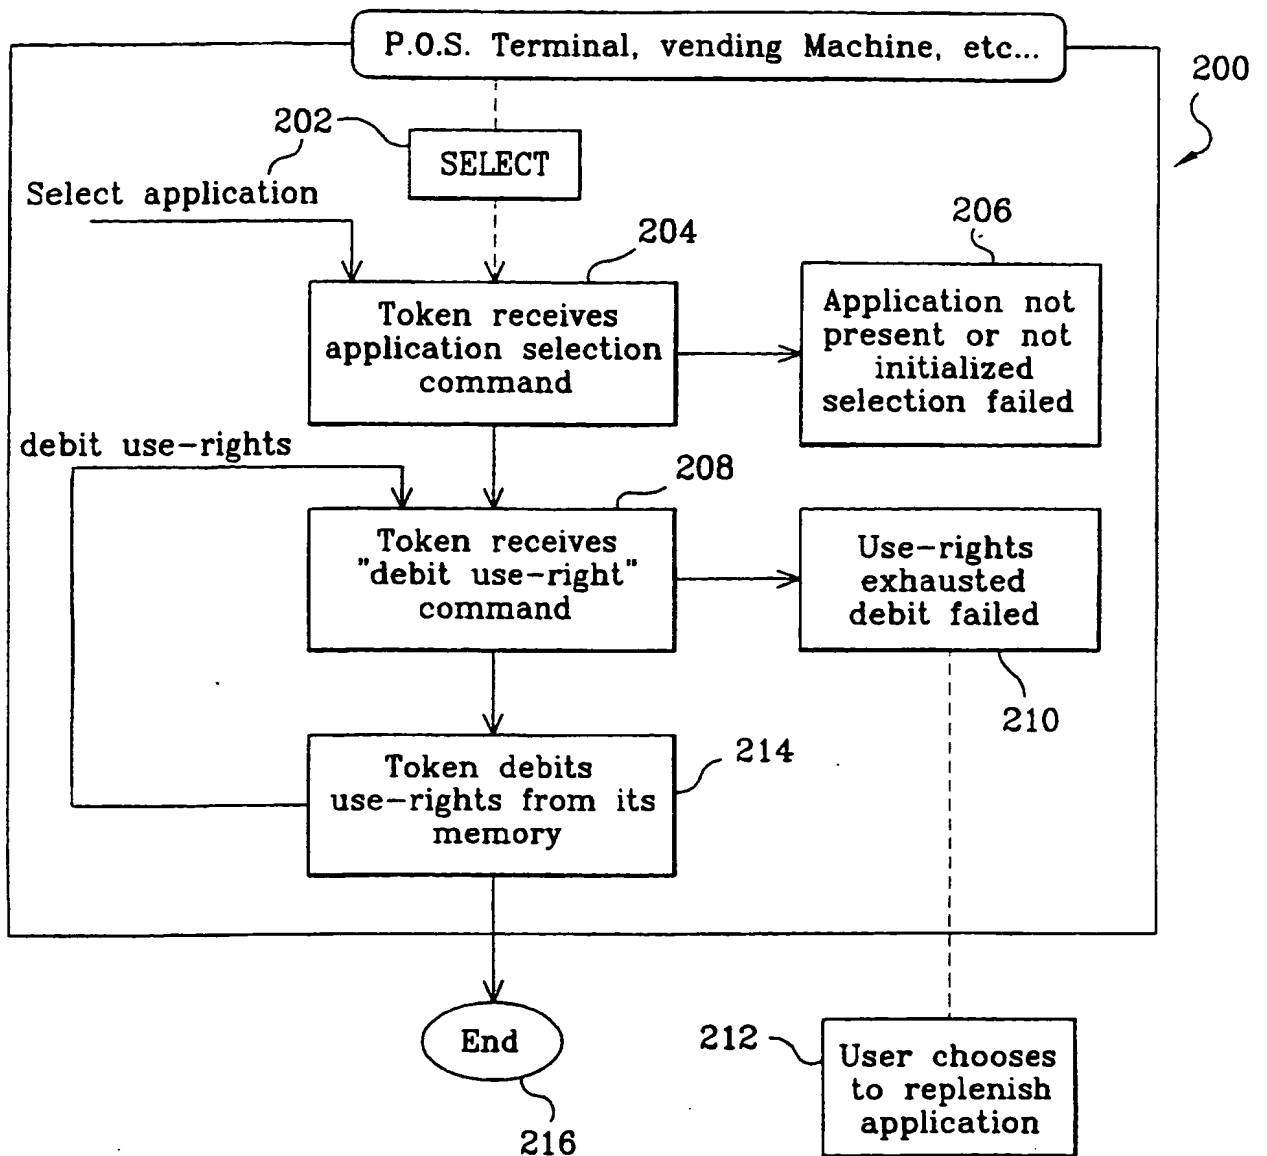 P.O.S. Terminal, vending Machine, etc...
200
202
SELECT
Select application
204
206
Token receives
application selection
command
Application not
present or not
initialized
selection failed
debit use-rights
208
Token receives
"debit use-right"
command
Use-rights
exhausted
debit failed
210
Token debits
use-rights from its
memory
214
End
216
212
User chooses
to replenish
application